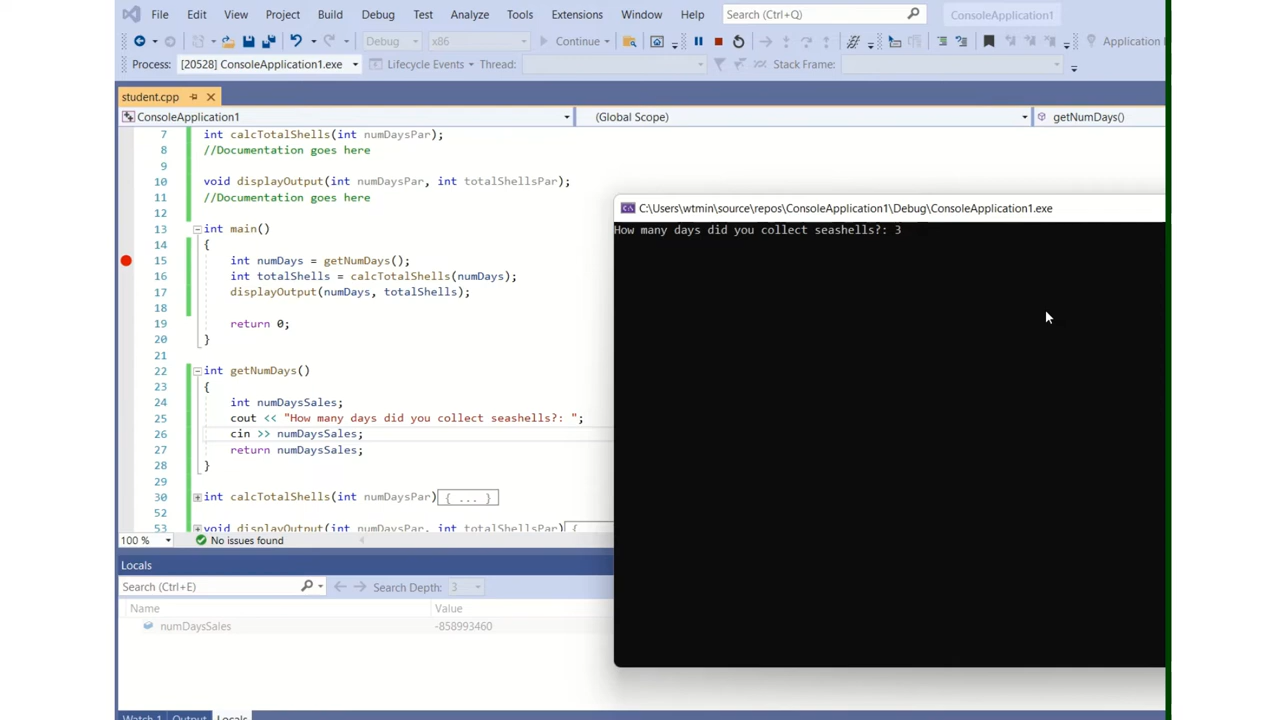 File Edit View Project Build Debug Test Analyze Tools Extensions Window Help Search (Ctrl+Q) ConsoleApplication1
Debug x86 Continue Application
Process: [20528] ConsoleApplication1.exe Lifecycle Events Thread: Stack Frame:
student.cpp
ConsoleApplication1 (Global Scope) getNumDays()
7 int calcTotalShells(int numDaysPar);
8 //Documentation goes here
9
10 void displayOutput(int numDaysPar, int totalShellsPar);
11 //Documentation goes here
12
13 int main()
14 {
15 int numDays = getNumDays();
16 int totalShells = calcTotalShells(numDays);
17 displayOutput(numDays, totalShells);
18
19 return 0;
20 }
21
22 int getNumDays()
23 {
24 int numDaysSales;
25 cout << "How many days did you collect seashells?: ";
26 cin >> numDaysSales;
27 return numDaysSales;
28 }
29
30 int calcTotalShells(int numDaysPar){ ... }
53 void displayOutput(int numDaysPar, int totalShellsPar){
100 % No issues found
C:\Users\wtmin\source\repos\ConsoleApplication1\Debug\ConsoleApplication1.exe
How many days did you collect seashells?: 3
Locals
Search (Ctrl+E) Search Depth: 3
Name Value
numDaysSales -858993460
Watch 1 Output Locals